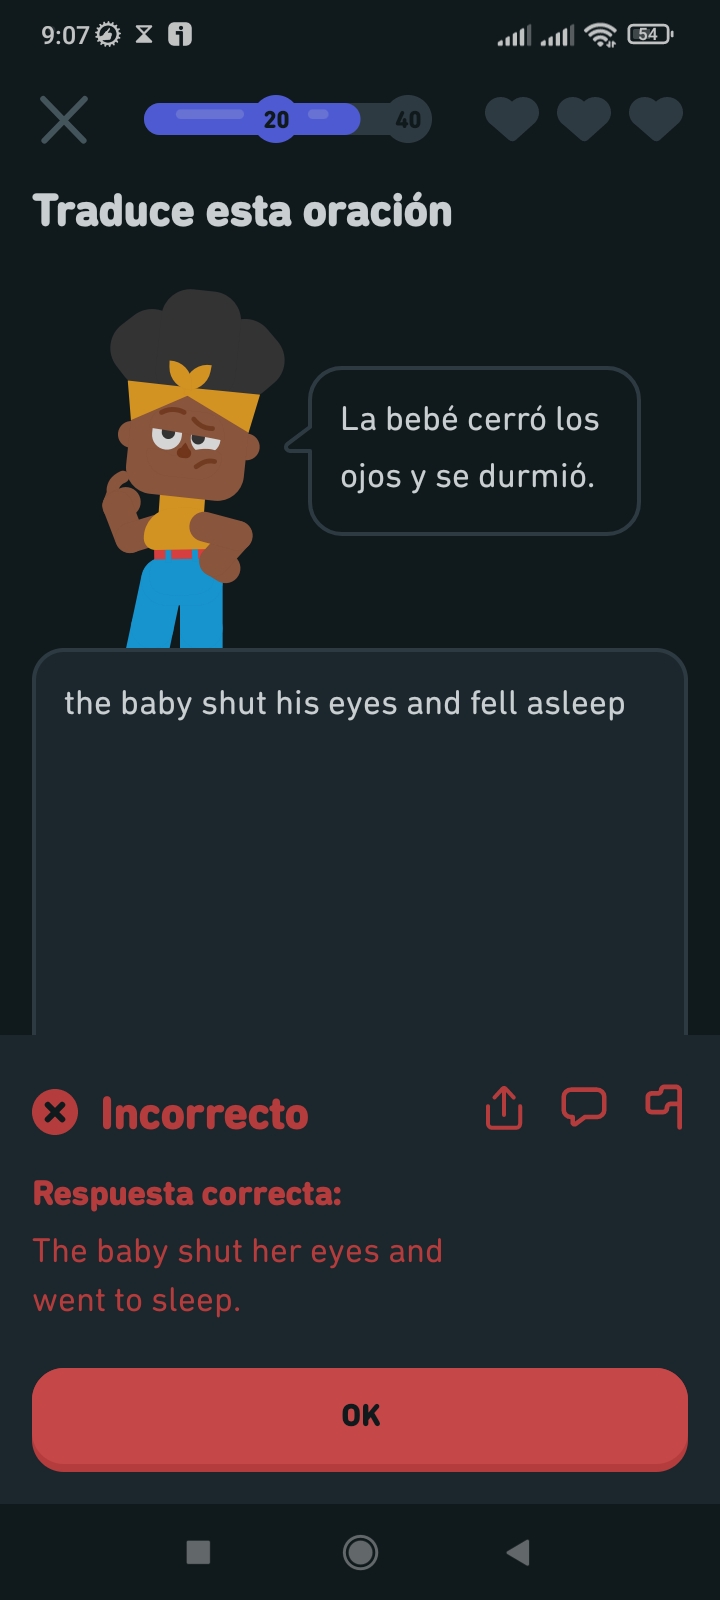 9:07
54
20
40
Traduce esta oración
La bebé cerró los
ojos y se durmió.
the baby shut his eyes and fell asleep
Incorrecto
Respuesta correcta:
The baby shut her eyes and
went to sleep.
OK